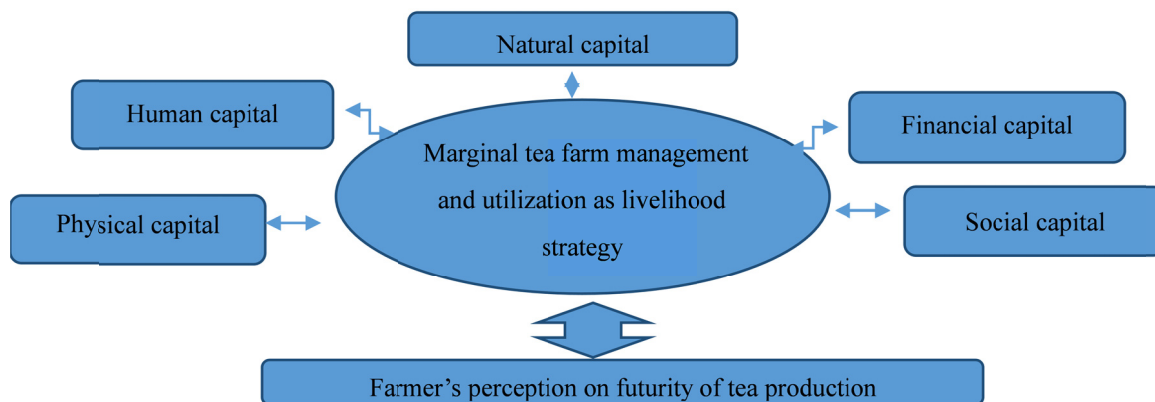 Natural capital
Human capital
Financial capital
Marginal tea farm management
and utilization as livelihood
strategy
Physical capital
Social capital
Farmer’s perception on futurity of tea production